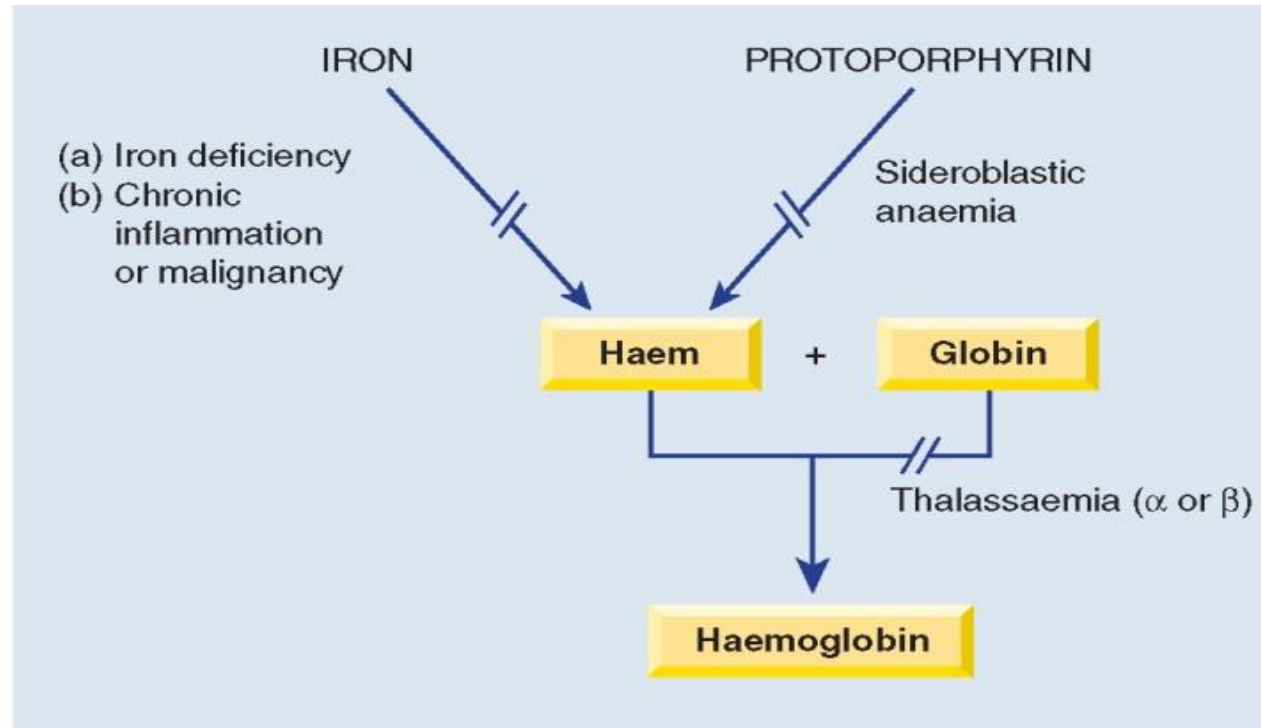 IRON
PROTOPORPHYRIN
(a) Iron deficiency
(b) Chronic
inflammation
or malignancy
Sideroblastic
anaemia
Haem + Globin
Thalassaemia (α or β)
Haemoglobin